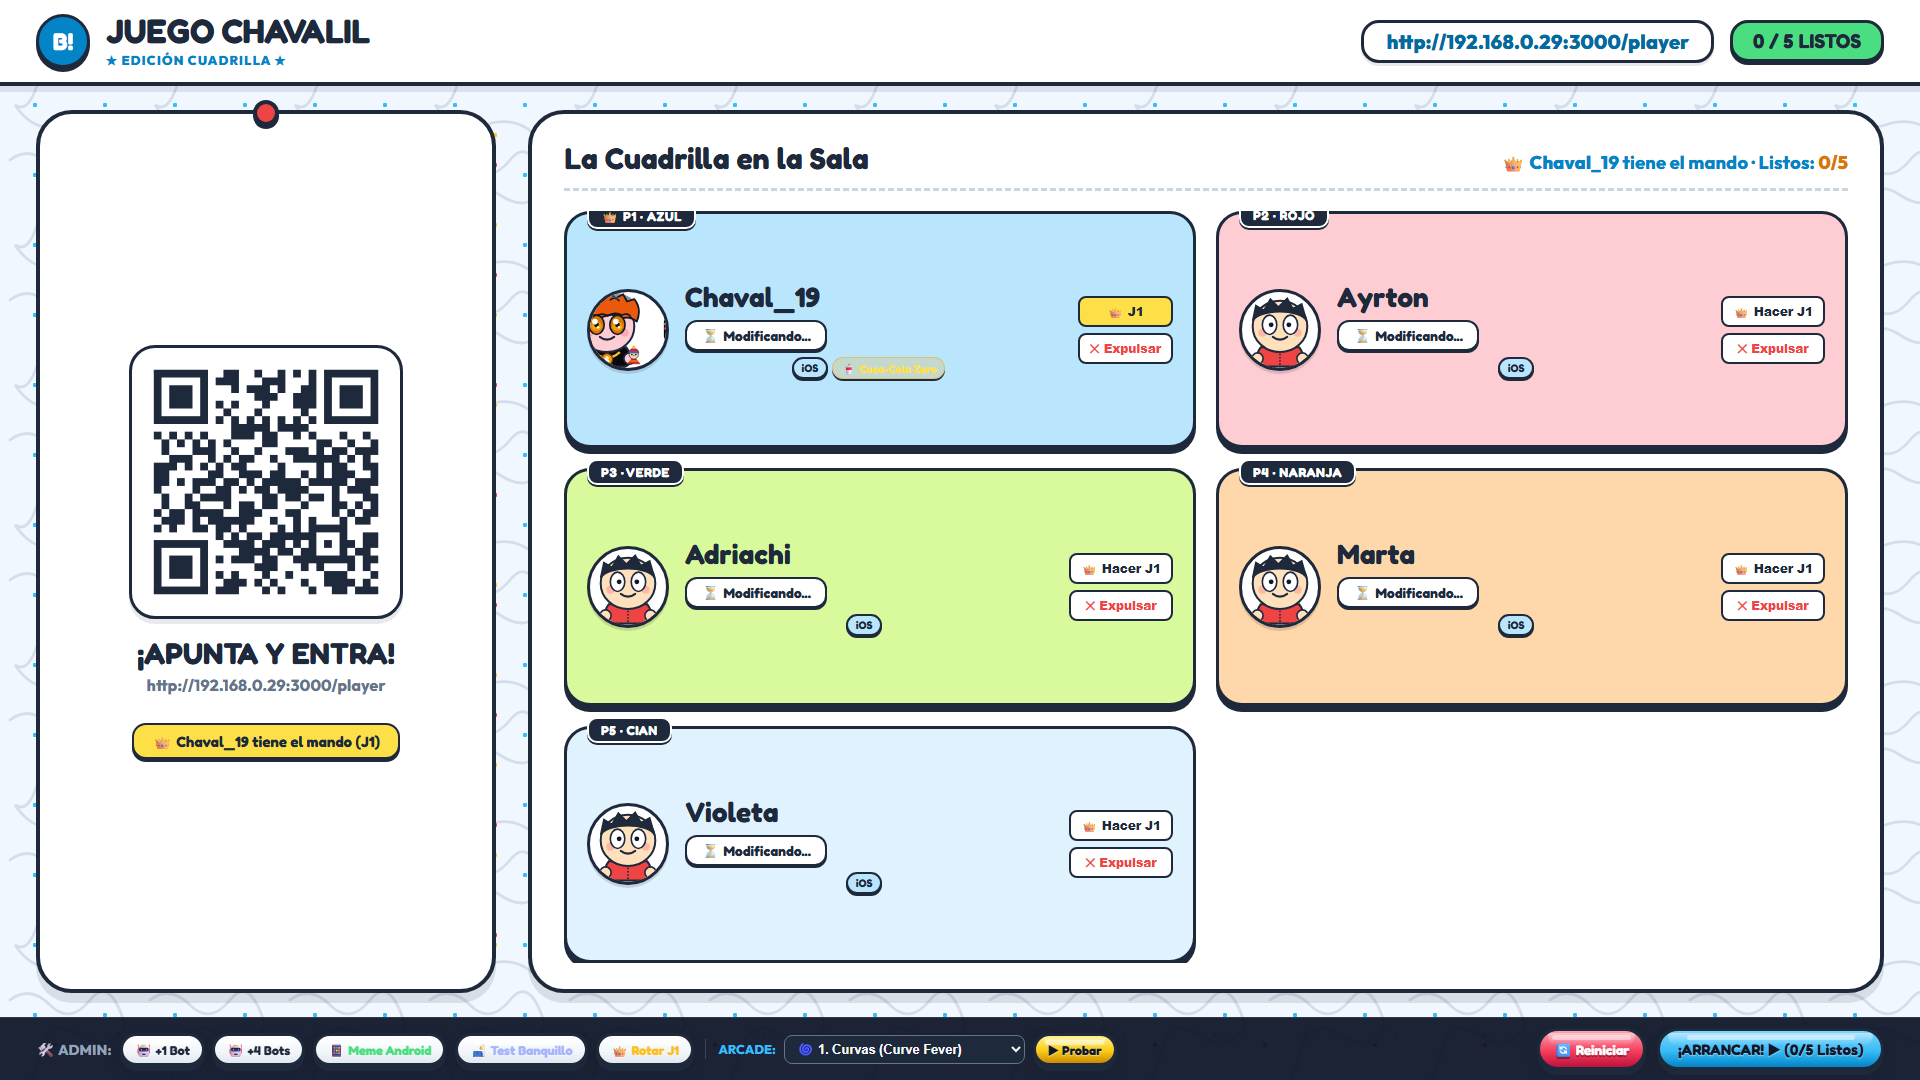 B!
JUEGO CHAVALIL
★ EDICIÓN CUADRILLA ★
http://192.168.0.29:3000/player
0 / 5 LISTOS
¡APUNTA Y ENTRA!
http://192.168.0.29:3000/player
Chaval_19 tiene el mando (J1)
La Cuadrilla en la Sala
Chaval_19 tiene el mando · Listos: 0/5
P1 · AZUL
Chaval_19
Modificando...
iOS
Coca-Cola Zero
J1
Expulsar
P2 · ROJO
Ayrton
Modificando...
iOS
Hacer J1
Expulsar
P3 · VERDE
Adriachi
Modificando...
iOS
Hacer J1
Expulsar
P4 · NARANJA
Marta
Modificando...
iOS
Hacer J1
Expulsar
P5 · CIAN
Violeta
Modificando...
iOS
Hacer J1
Expulsar
ADMIN:
+1 Bot
+4 Bots
Meme Android
Test Banquillo
Rotar J1
ARCADE:
1. Curvas (Curve Fever)
▶ Probar
Reiniciar
¡ARRANCAR! ▶ (0/5 Listos)